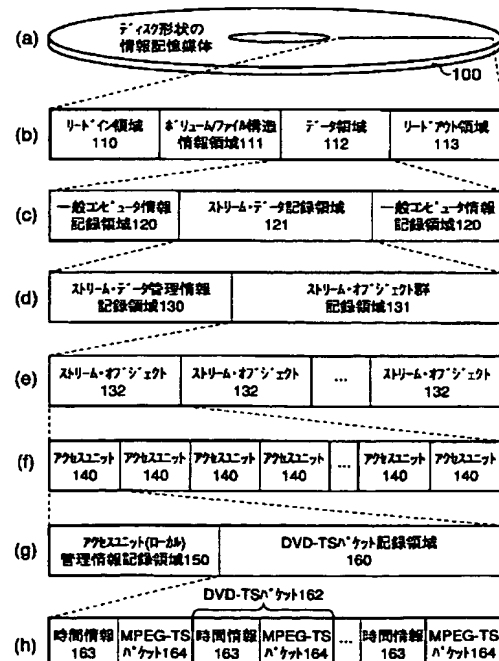 (a)
ディスク形状の
情報記憶媒体
100
(b)
リードイン領域
110
ボリューム/ファイル構造
情報領域111
データ領域
112
リードアウト領域
113
(c)
一般コンピュータ情報
記録領域120
ストリーム・データ記録領域
121
一般コンピュータ情報
記録領域120
(d)
ストリーム・データ管理情報
記録領域130
ストリーム・オブジェクト群
記録領域131
(e)
ストリーム・オブジェクト
132
ストリーム・オブジェクト
132
...
ストリーム・オブジェクト
132
(f)
アクセスユニット
140
アクセスユニット
140
アクセスユニット
140
アクセスユニット
140
...
アクセスユニット
140
アクセスユニット
140
(g)
アクセスユニット(ローカル)
管理情報記録領域150
DVD-TSパケット記録領域
160
DVD-TSパケット162
(h)
時間情報
163
MPEG-TS
パケット164
時間情報
163
MPEG-TS
パケット164
...
時間情報
163
MPEG-TS
パケット164